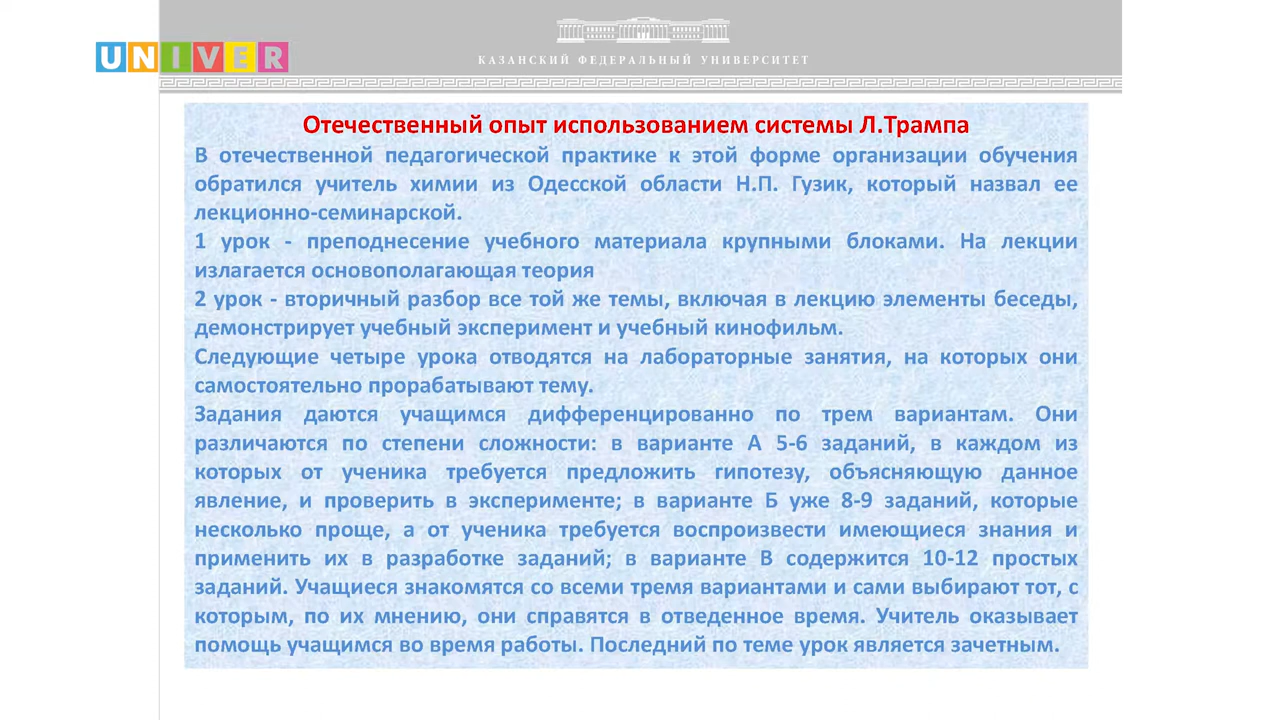 UNIVER
КАЗАНСКИЙ ФЕДЕРАЛЬНЫЙ УНИВЕРСИТЕТ
Отечественный опыт использованием системы Л.Трампа
В отечественной педагогической практике к этой форме организации обучения
обратился учитель химии из Одесской области Н.П. Гузик, который назвал ее
лекционно-семинарской.
1 урок - преподнесение учебного материала крупными блоками. На лекции
излагается основополагающая теория
2 урок - вторичный разбор все той же темы, включая в лекцию элементы беседы,
демонстрирует учебный эксперимент и учебный кинофильм.
Следующие четыре урока отводятся на лабораторные занятия, на которых они
самостоятельно прорабатывают тему.
Задания даются учащимся дифференцированно по трем вариантам. Они
различаются по степени сложности: в варианте А 5-6 заданий, в каждом из
которых от ученика требуется предложить гипотезу, объясняющую данное
явление, и проверить в эксперименте; в варианте Б уже 8-9 заданий, которые
несколько проще, а от ученика требуется воспроизвести имеющиеся знания и
применить их в разработке заданий; в варианте В содержится 10-12 простых
заданий. Учащиеся знакомятся со всеми тремя вариантами и сами выбирают тот, с
которым, по их мнению, они справятся в отведенное время. Учитель оказывает
помощь учащимся во время работы. Последний по теме урок является зачетным.